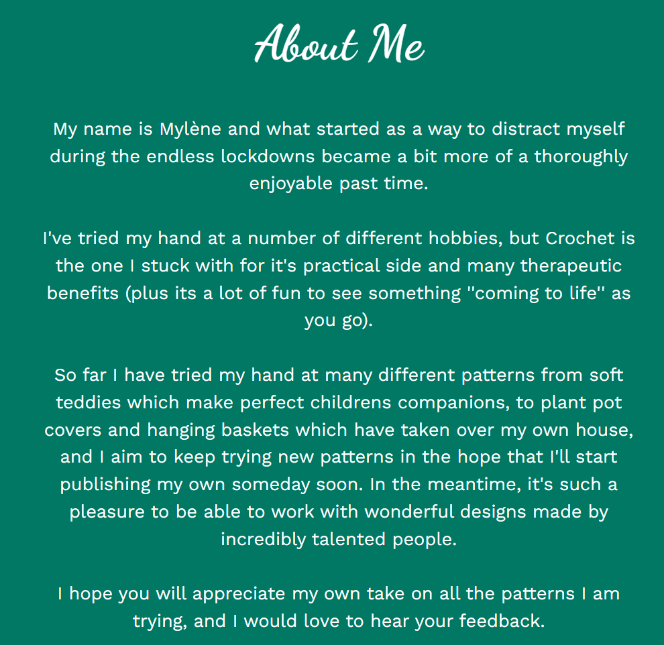 About Me
My name is Mylène and what started as a way to distract myself
during the endless lockdowns became a bit more of a thoroughly
enjoyable past time.
I've tried my hand at a number of different hobbies, but Crochet is
the one I stuck with for it's practical side and many therapeutic
benefits (plus its a lot of fun to see something "coming to life" as
you go).
So far I have tried my hand at many different patterns from soft
teddies which make perfect childrens companions, to plant pot
covers and hanging baskets which have taken over my own house,
and I aim to keep trying new patterns in the hope that I'll start
publishing my own someday soon. In the meantime, it's such a
pleasure to be able to work with wonderful designs made by
incredibly talented people.
I hope you will appreciate my own take on all the patterns I am
trying, and I would love to hear your feedback.